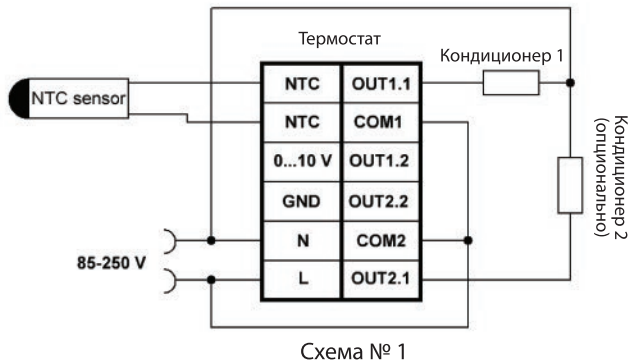 Термостат
Кондиционер 1
NTC sensor
NTC OUT1.1
NTC COM1
0...10 V OUT1.2
GND OUT2.2
N COM2
L OUT2.1
85-250 V
Кондиционер 2
(опционально)
Схема № 1